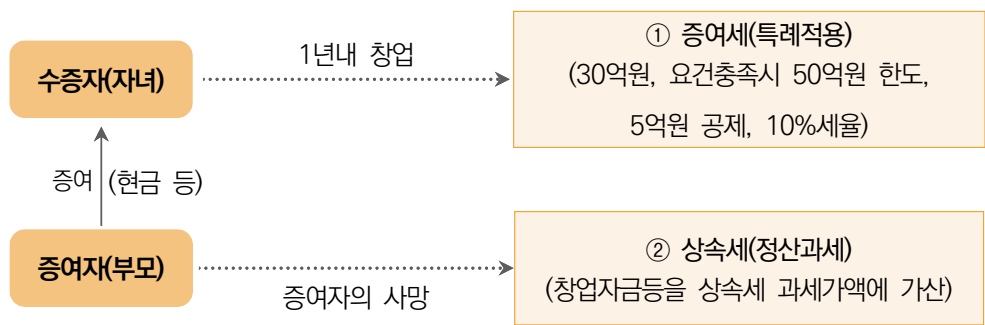 ① 증여세(특례적용)
1년내 창업
수증자(자녀)
(30억원, 요건충족시 50억원 한도,
5억원 공제, 10%세율)
증여 (현금 등)
② 상속세(정산과세)
증여자(부모)
(창업자금등을 상속세 과세가액에 가산)
증여자의 사망